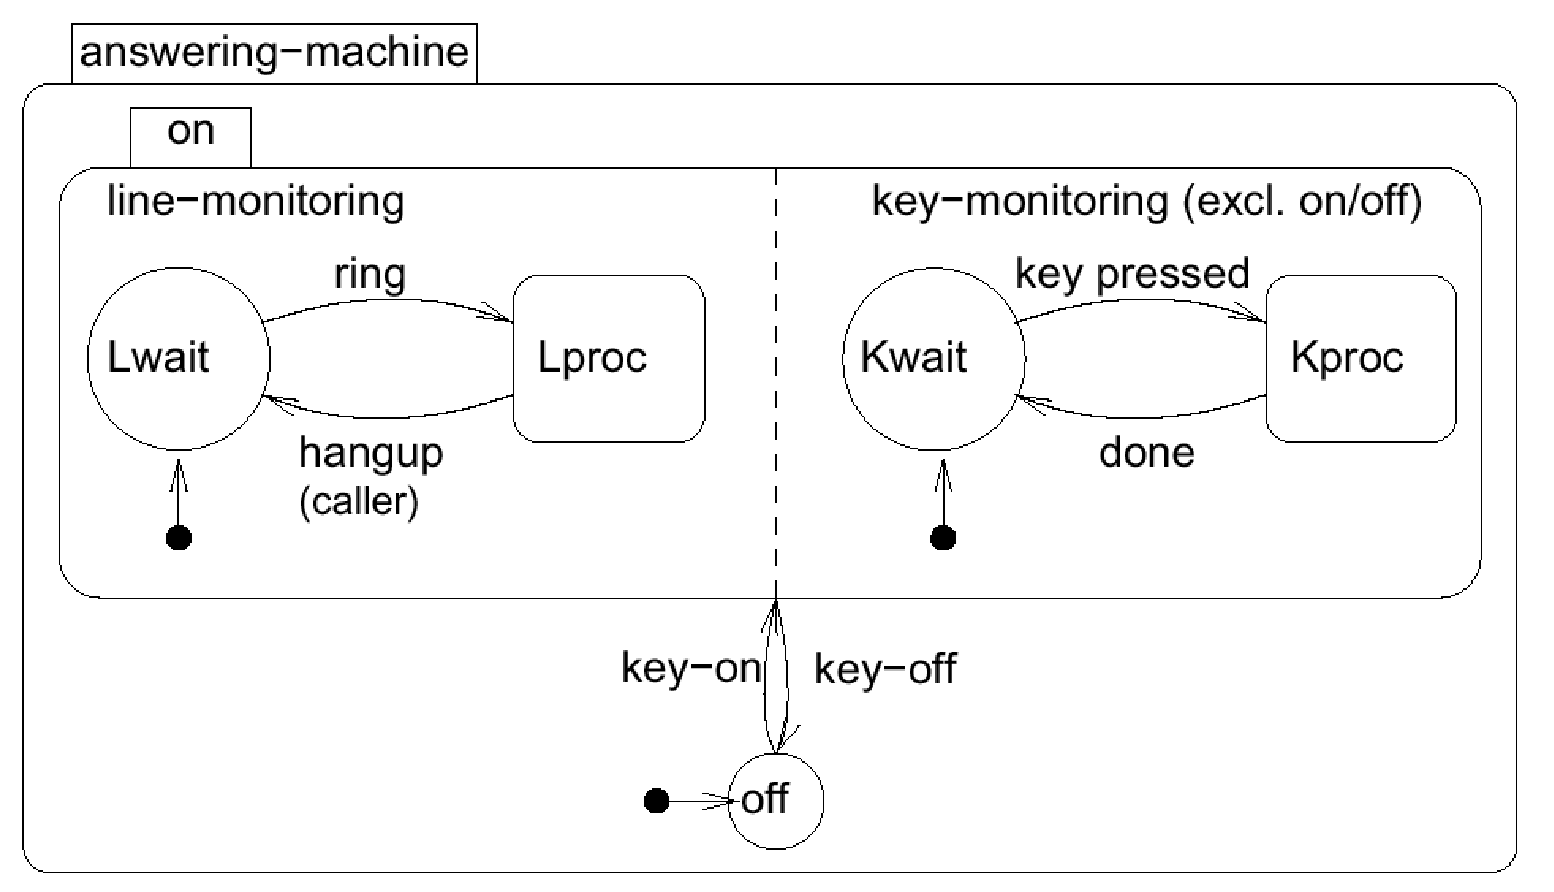 answering-machine
on
line-monitoring
key-monitoring (excl. on/off)
ring
key pressed
Lwait
Lproc
Kwait
Kproc
hangup
(caller)
done
key-on
key-off
off